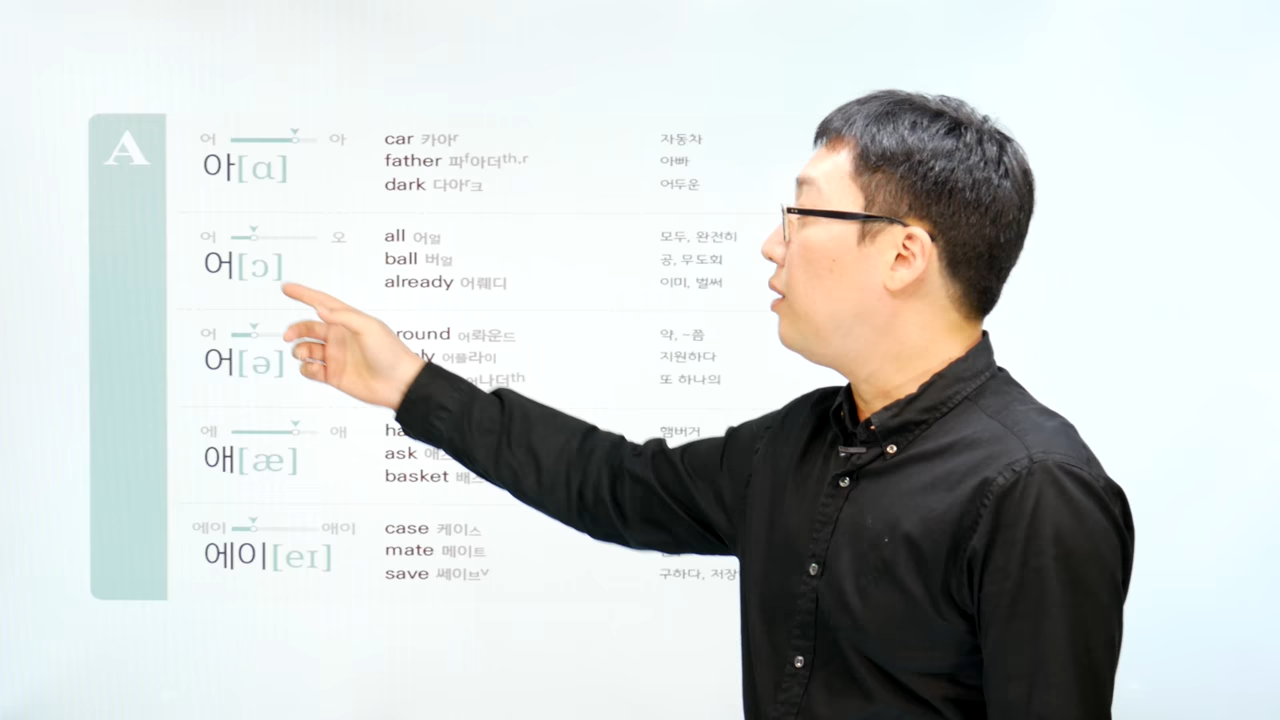 A
어 아
아[ɑ]
car 카아ʳ 자동차
father 파ᶠ아더ᵗʰ·ʳ 아빠
dark 다아ʳ크 어두운
어 오
어[ɔ]
all 어얼 모두, 완전히
ball 버얼 공, 무도회
already 어뤠디 이미, 벌써
어
어[ə]
어롸운드 약, -쯤
어플라이 지원하다
또 하나의
에 애
애[æ]
햄버거
ask
basket
에이 애이
에이[eɪ]
case 케이스
mate 메이트
save 쎄이브ᵛ 구하다,